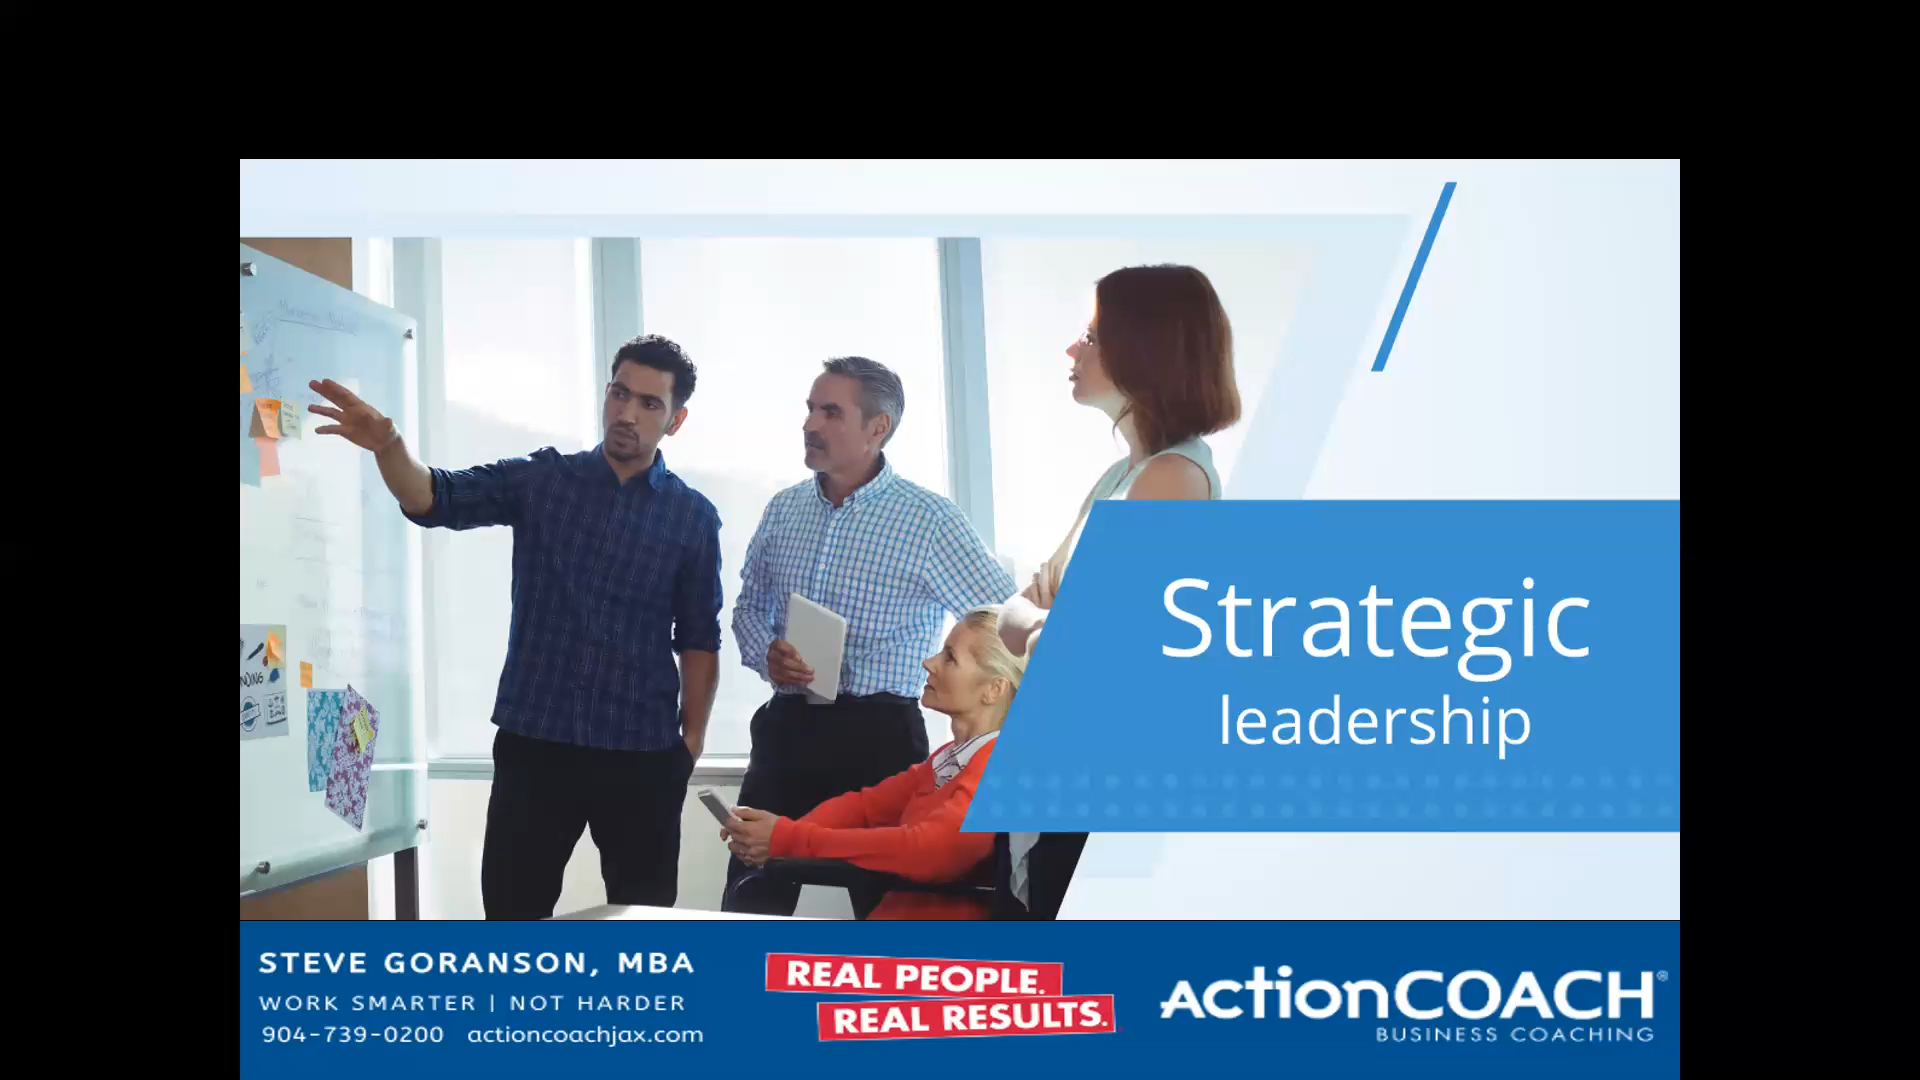 Strategic
leadership
STEVE GORANSON, MBA
WORK SMARTER | NOT HARDER
904-739-0200 actioncoachjax.com
REAL PEOPLE.
REAL RESULTS.
ActionCOACH®
BUSINESS COACHING